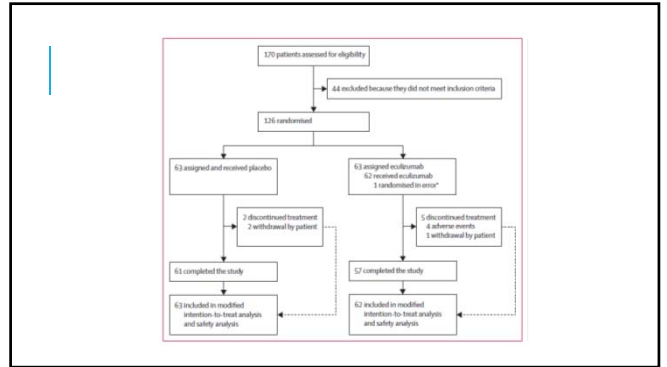 170 patients assessed for eligibility
44 excluded because they did not meet inclusion criteria
126 randomised
63 assigned and received placebo
63 assigned eculizumab
62 received eculizumab
1 randomised in error*
2 discontinued treatment
2 withdrawal by patient
5 discontinued treatment
4 adverse events
1 withdrawal by patient
61 completed the study
57 completed the study
63 included in modified
intention-to-treat analysis
and safety analysis
62 included in modified
intention-to-treat analysis
and safety analysis